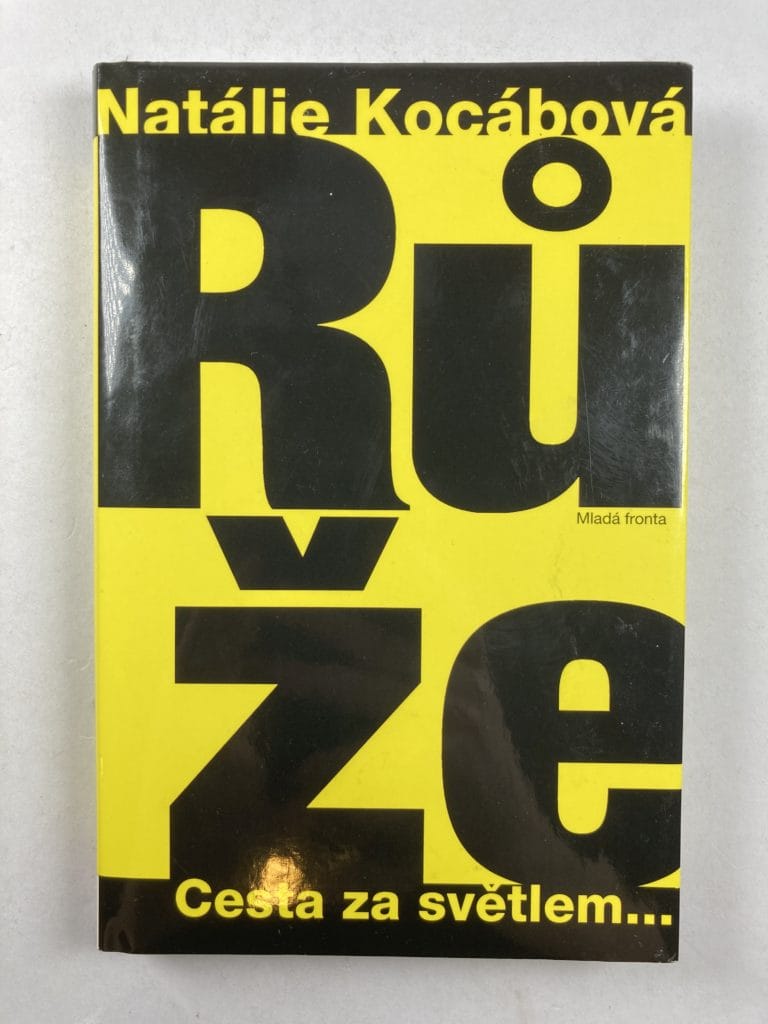 Natálie Kocábová
Rů
Mladá fronta
že
Cesta za světlem...